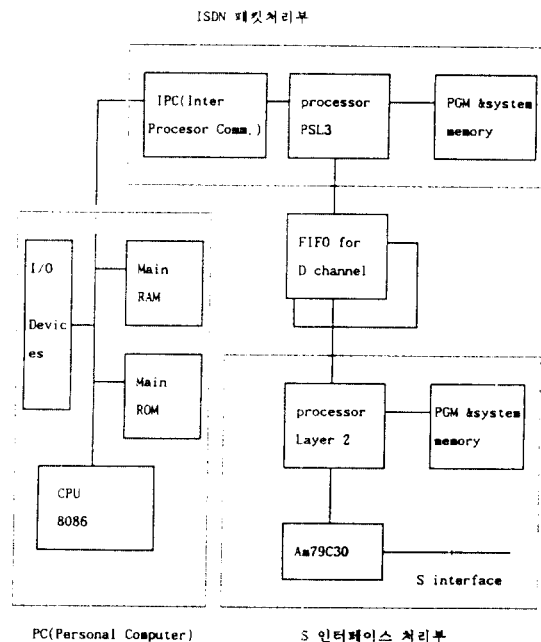 ISDN 패킷처리부
IPC(Inter
Procesor Comm.)
processor
PSL3
PGM &system
memory
FIFO for
D channel
I/O
Devic
es
Main
RAM
Main
ROM
CPU
8086
processor
Layer 2
PGM &system
memory
Am79C30
S interface
PC(Personal Computer)
S 인터페이스 처리부